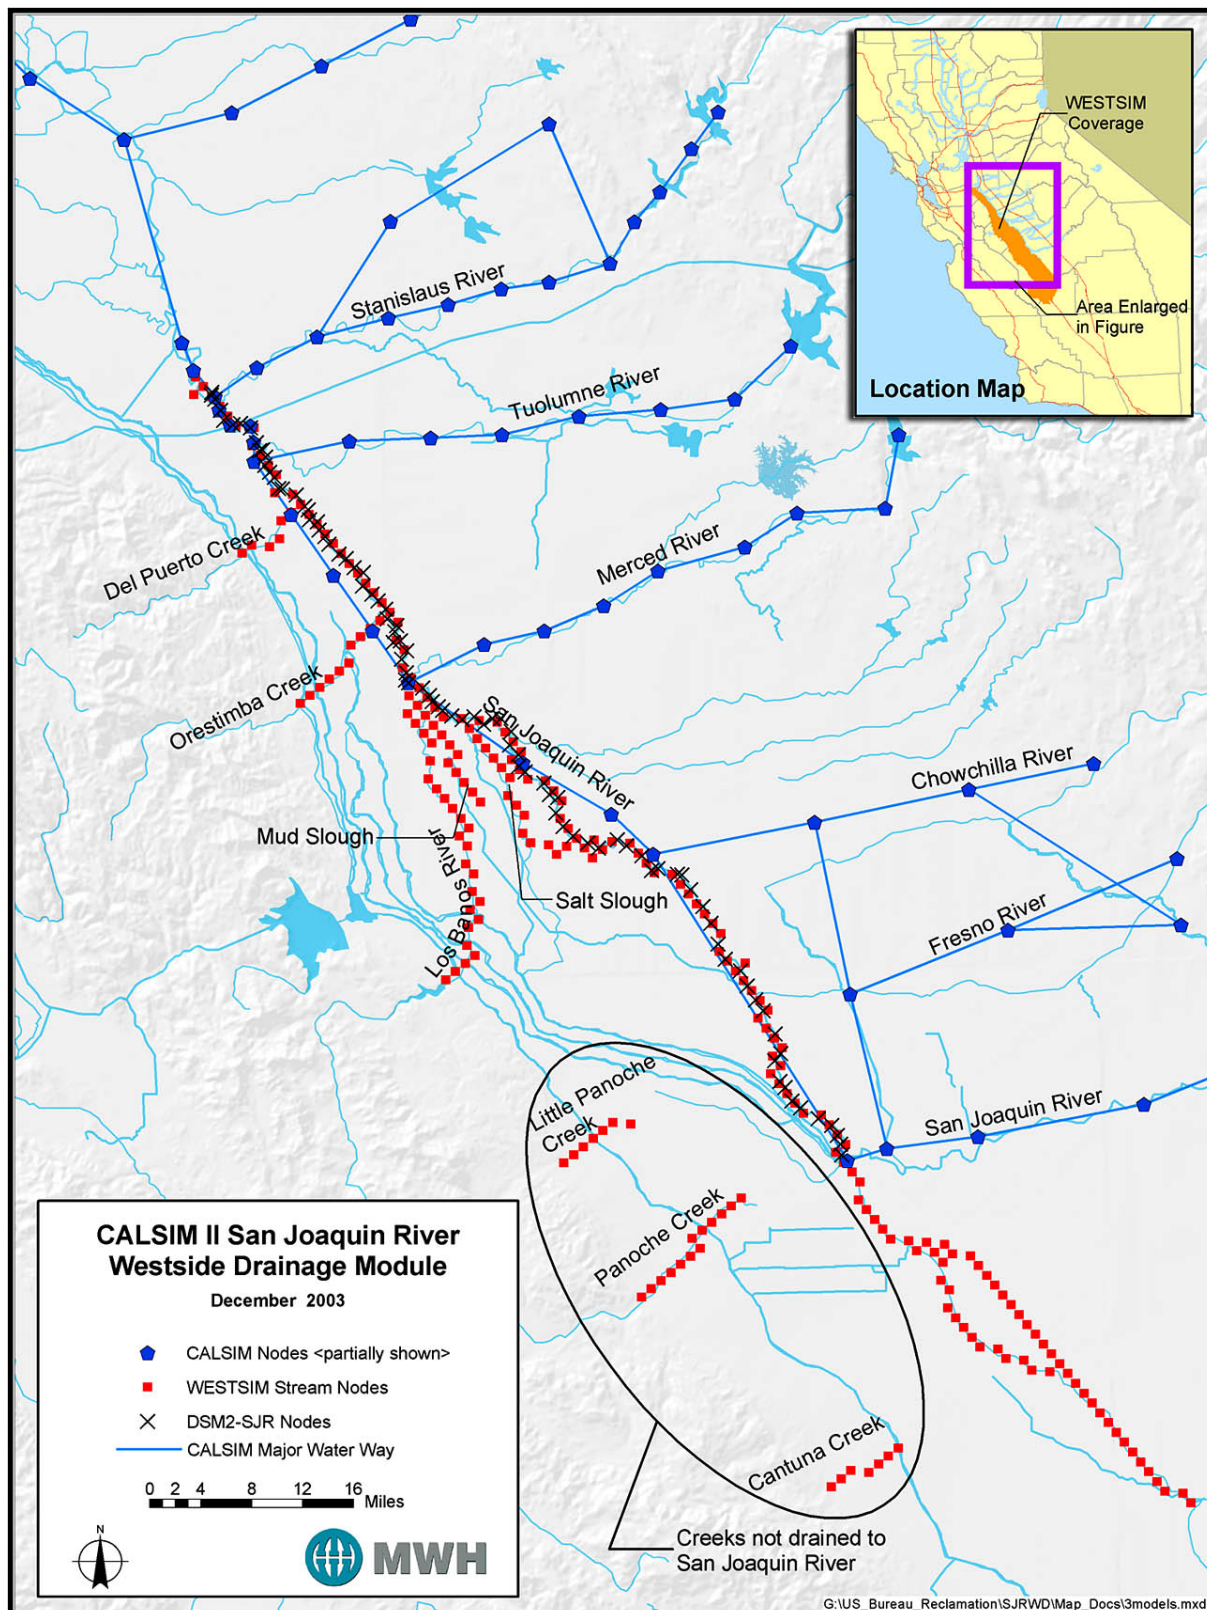 WESTSIM
Coverage
Area Enlarged
in Figure
Location Map
Stanislaus River
Tuolumne River
Merced River
Del Puerto Creek
Orestimba Creek
San Joaquin River
Chowchilla River
Mud Slough
Salt Slough
Los Banos River
Fresno River
San Joaquin River
Little Panoche
Creek
Panoche Creek
Cantuna Creek
Creeks not drained to
San Joaquin River
CALSIM II San Joaquin River
Westside Drainage Module
December 2003
CALSIM Nodes <partially shown>
WESTSIM Stream Nodes
DSM2-SJR Nodes
CALSIM Major Water Way
0 2 4 8 12 16
Miles
N
MWH
G:\US_Bureau_Reclamation\SJRWD\Map_Docs\3models.mxd